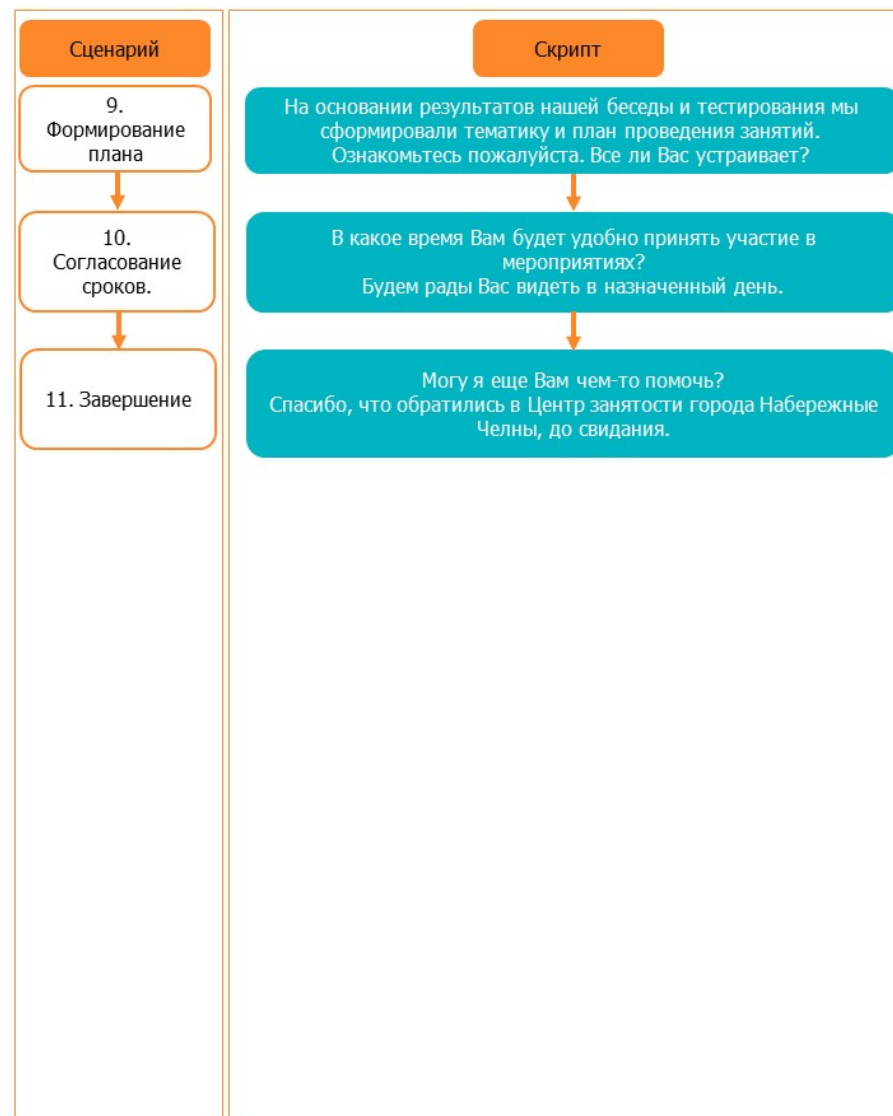 Сценарий
Скрипт
9.
Формирование
плана
На основании результатов нашей беседы и тестирования мы
сформировали тематику и план проведения занятий.
Ознакомьтесь пожалуйста. Все ли Вас устраивает?
10.
Согласование
сроков.
В какое время Вам будет удобно принять участие в
мероприятиях?
Будем рады Вас видеть в назначенный день.
11. Завершение
Могу я еще Вам чем-то помочь?
Спасибо, что обратились в Центр занятости города Набережные
Челны, до свидания.